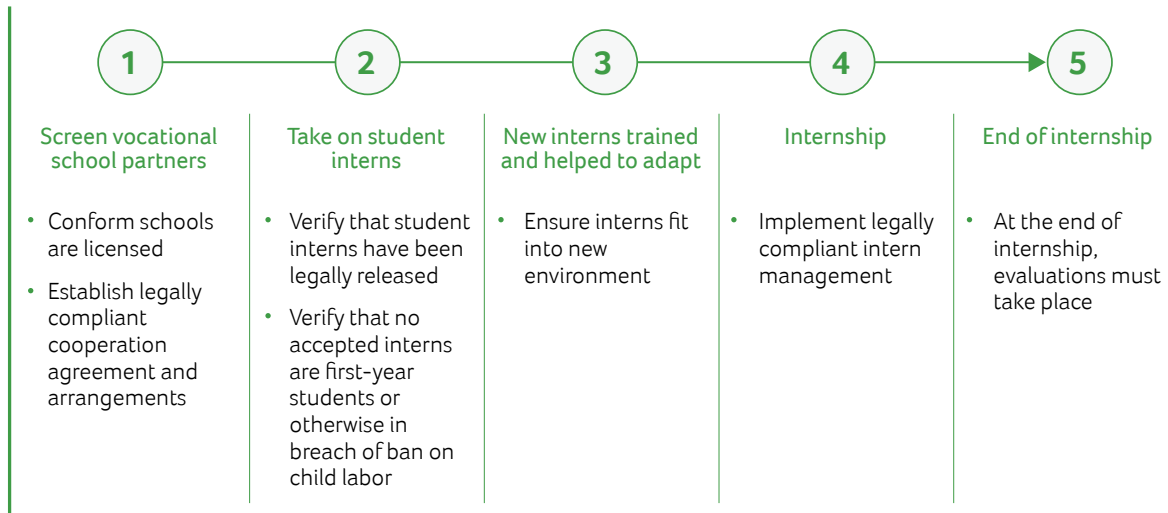 1
2
3
4
5
Screen vocational
school partners
• Conform schools
are licensed
• Establish legally
compliant
cooperation
agreement and
arrangements
Take on student
interns
• Verify that student
interns have been
legally released
• Verify that no
accepted interns
are first-year
students or
otherwise in
breach of ban on
child labor
New interns trained
and helped to adapt
• Ensure interns fit
into new
environment
Internship
• Implement legally
compliant intern
management
End of internship
• At the end of
internship,
evaluations must
take place